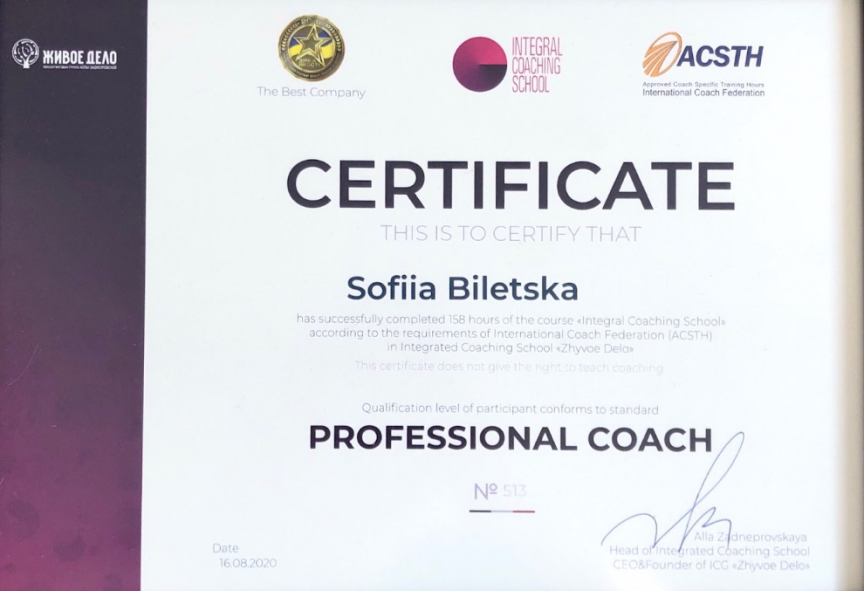 ЖИВОЕ ДЕЛО
The Best Company
INTEGRAL
COACHING
SCHOOL
ACSTH
Approved Coach Specific Training Hours
International Coach Federation
CERTIFICATE
THIS IS TO CERTIFY THAT
Sofiia Biletska
has successfully completed 158 hours of the course «Integral Coaching School»
according to the requirements of International Coach Federation (ACSTH)
in Integrated Coaching School «Zhyvoe Delo»
This certificate does not give the right to teach coaching
Qualification level of participant conforms to standard
PROFESSIONAL COACH
№ 513
Date
16.08.2020
Alla Zadneprovskaya
Head of Integrated Coaching School
CEO&Founder of ICG «Zhyvoe Delo»